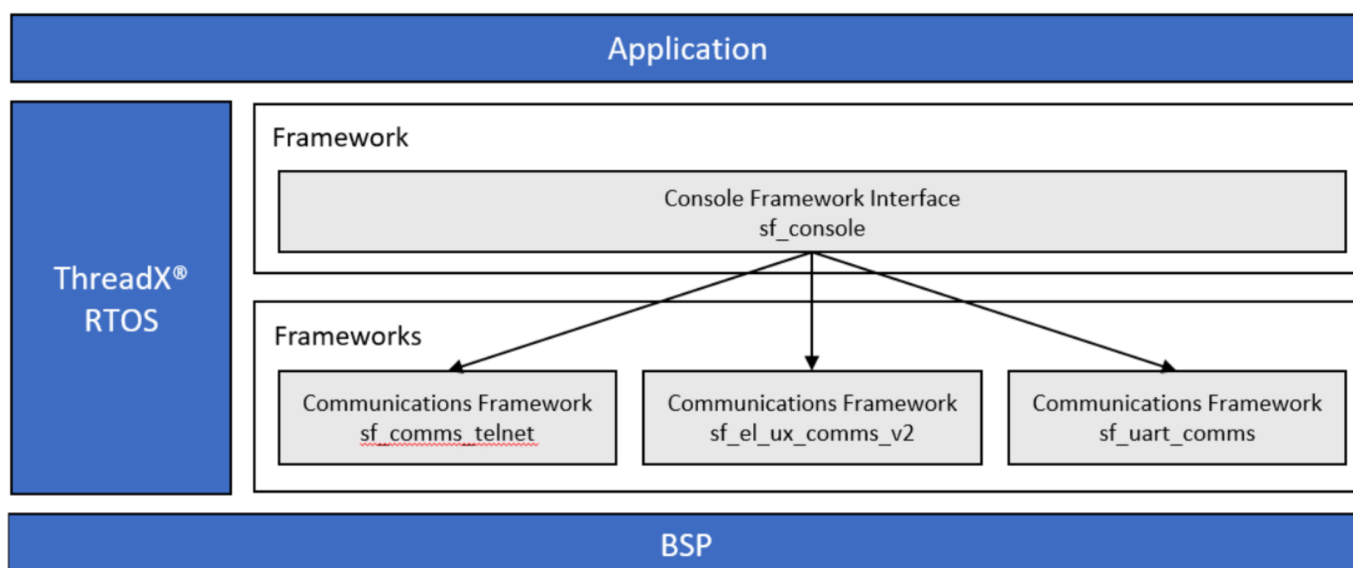 Application
ThreadX®
RTOS
Framework
Console Framework Interface
sf_console
Frameworks
Communications Framework
sf_comms_telnet
Communications Framework
sf_el_ux_comms_v2
Communications Framework
sf_uart_comms
BSP